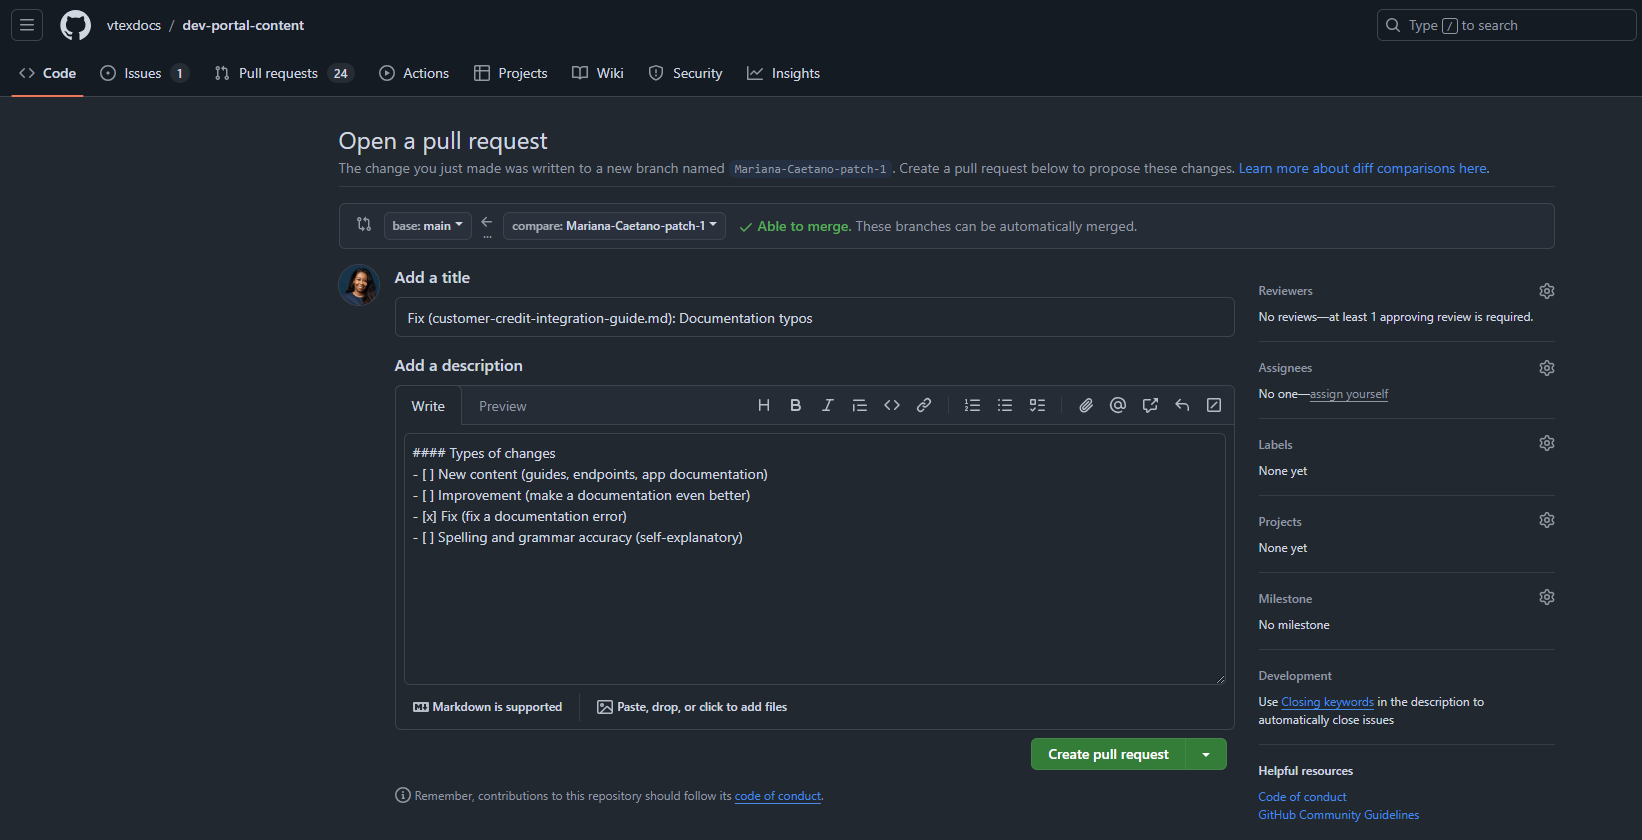 vtexdocs / dev-portal-content
Type / to search
Code
Issues 1
Pull requests 24
Actions
Projects
Wiki
Security
Insights
Open a pull request
The change you just made was written to a new branch named Mariana-Caetano-patch-1. Create a pull request below to propose these changes. Learn more about diff comparisons here.
base: main
...
compare: Mariana-Caetano-patch-1
Able to merge. These branches can be automatically merged.
Add a title
Fix (customer-credit-integration-guide.md): Documentation typos
Add a description
Write
Preview
H B I
#### Types of changes
- [ ] New content (guides, endpoints, app documentation)
- [ ] Improvement (make a documentation even better)
- [x] Fix (fix a documentation error)
- [ ] Spelling and grammar accuracy (self-explanatory)
Markdown is supported
Paste, drop, or click to add files
Create pull request
Remember, contributions to this repository should follow its code of conduct.
Reviewers
No reviews—at least 1 approving review is required.
Assignees
No one—assign yourself
Labels
None yet
Projects
None yet
Milestone
No milestone
Development
Use Closing keywords in the description to
automatically close issues
Helpful resources
Code of conduct
GitHub Community Guidelines